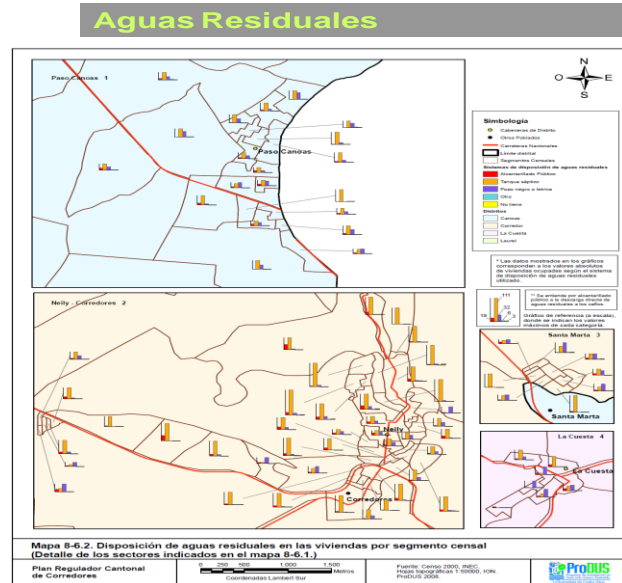 Aguas Residuales
N
O E
S
Paso Canoas 1
Paso Canoas
Simbología
Cabeceras de Distrito
Otros Poblados
Carreteras Nacionales
Límite distrital
Segmentos Censales
Sistemas de disposición de aguas residuales
Alcantarillado Público
Tanque séptico
Pozo negro o letrina
Otro
No tiene
Distritos
Canoas
Corredor
La Cuesta
Laurel
* Los datos mostrados en los gráficos
corresponden a los valores absolutos
de viviendas ocupadas según el sistema
de disposición de aguas residuales
utilizado.
** Se entiende por alcantarillado
público a la descarga directa de
aguas residuales a los caños.
111
32
6
16
2
Gráfico de referencia (a escala),
donde se indican los valores
máximos de cada categoría.
Neily - Corredores 2
Neily
Corredores
Santa Marta 3
Santa Marta
La Cuesta 4
La Cuesta
Mapa 8-6.2. Disposición de aguas residuales en las viviendas por segmento censal
(Detalle de los sectores indicados en el mapa 8-6.1.)
Plan Regulador Cantonal
de Corredores
0 250 500 1.000 1.500
Metros
Coordenadas Lambert Sur
Fuente: Censo 2000, INEC.
Hojas topográficas 1:50000, IGN.
ProDUS 2006.
ProDUS